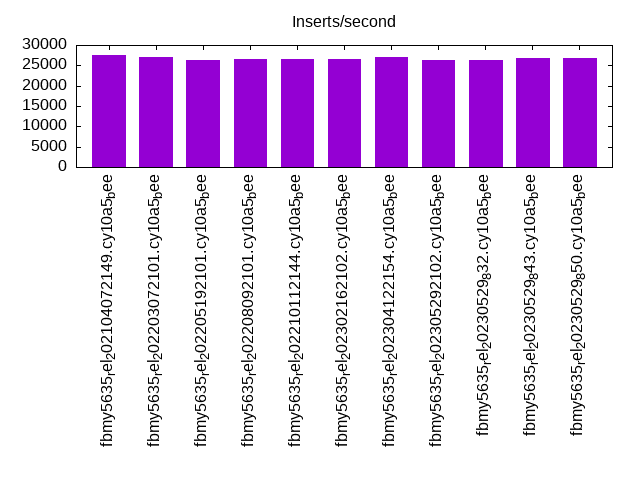 Inserts/second
30000
25000
20000
15000
10000
5000
0
fbmy5635rel202104072149.cy10a5bee
fbmy5635rel202203072101.cy10a5bee
fbmy5635rel202205192101.cy10a5bee
fbmy5635rel202208092101.cy10a5bee
fbmy5635rel202210112144.cy10a5bee
fbmy5635rel202302162102.cy10a5bee
fbmy5635rel202304122154.cy10a5bee
fbmy5635rel202305292102.cy10a5bee
fbmy5635rel20230529832.cy10a5bee
fbmy5635rel20230529843.cy10a5bee
fbmy5635rel20230529850.cy10a5bee